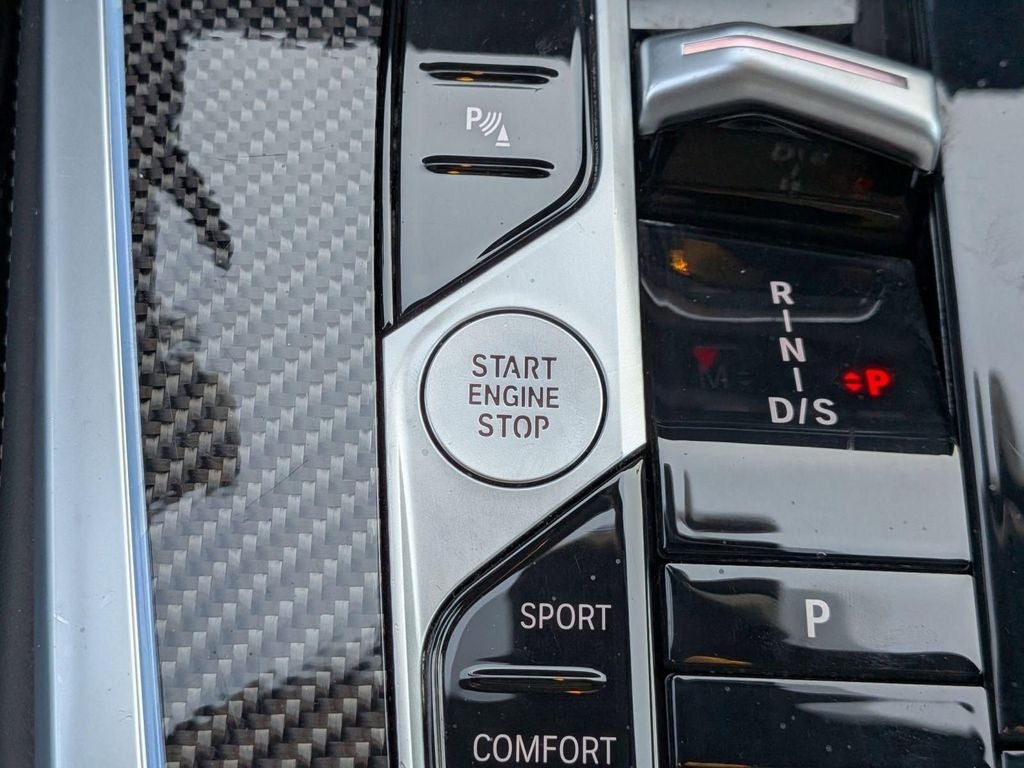 P
START
ENGINE
STOP
R
N
D/S
P
M
SPORT
COMFORT
P